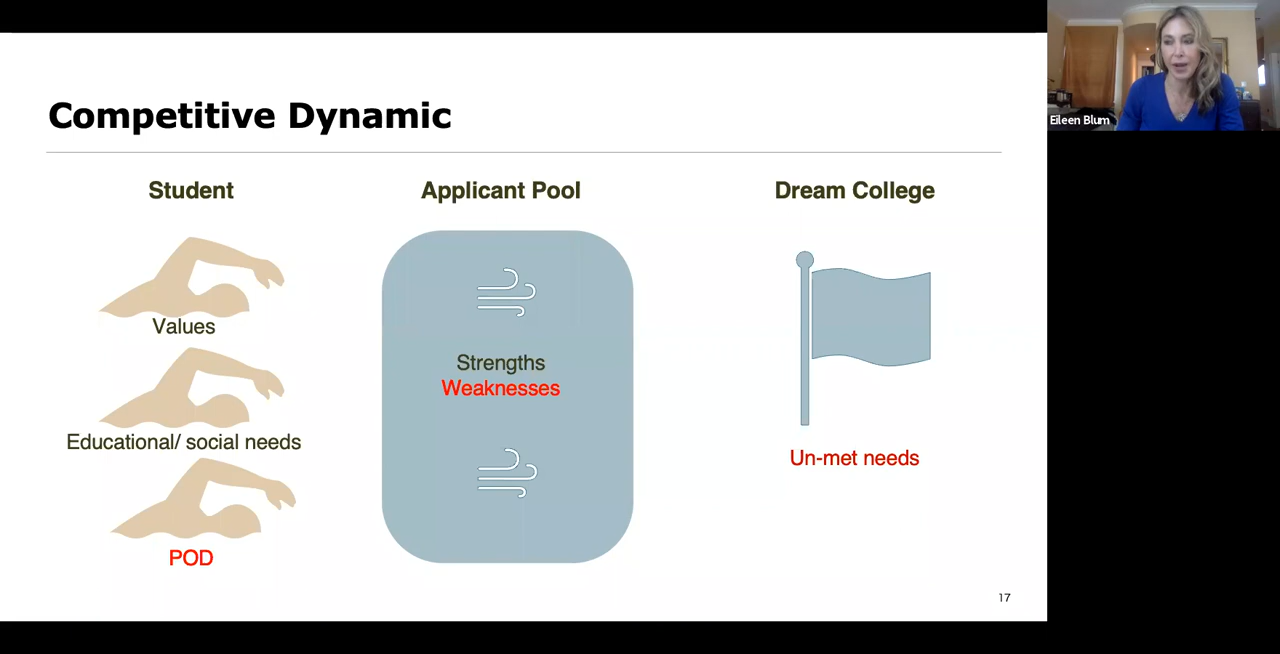 Competitive Dynamic
Student
Applicant Pool
Dream College
Values
Educational/ social needs
POD
Strengths
Weaknesses
Un-met needs
17
Eileen Blum